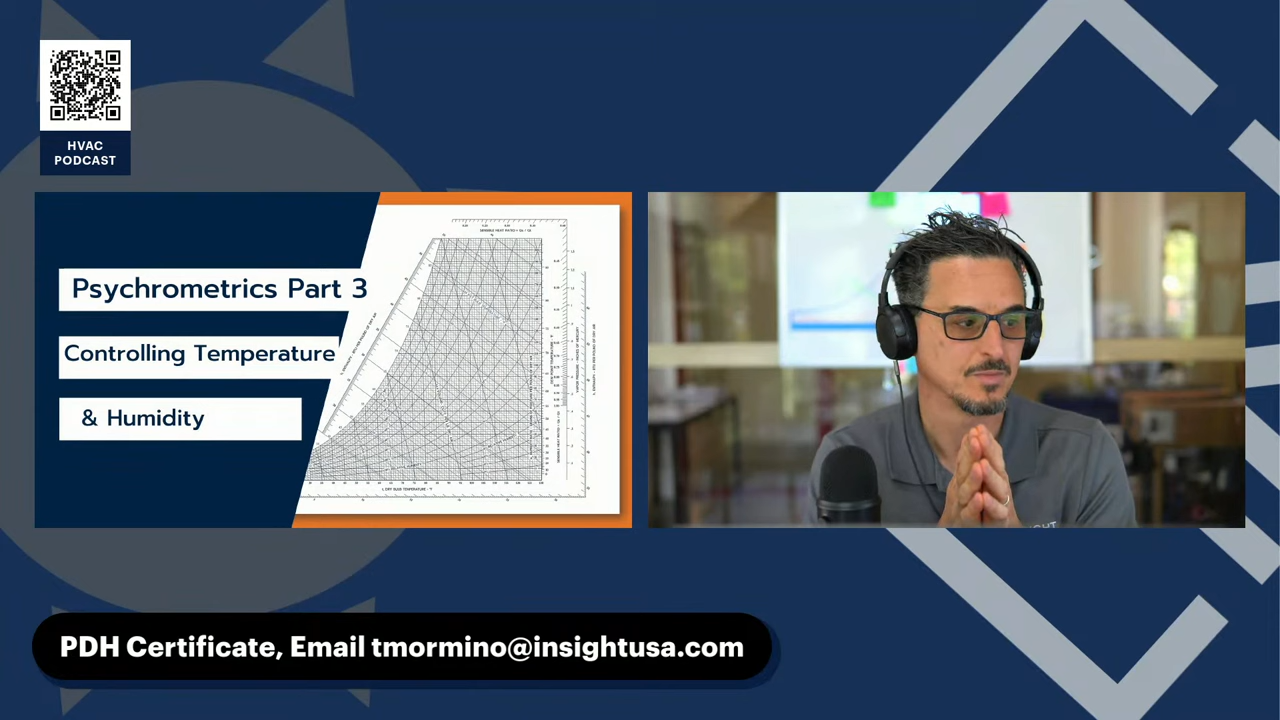 HVAC
PODCAST
Psychrometrics Part 3
Controlling Temperature
& Humidity
PDH Certificate, Email tmormino@insightusa.com